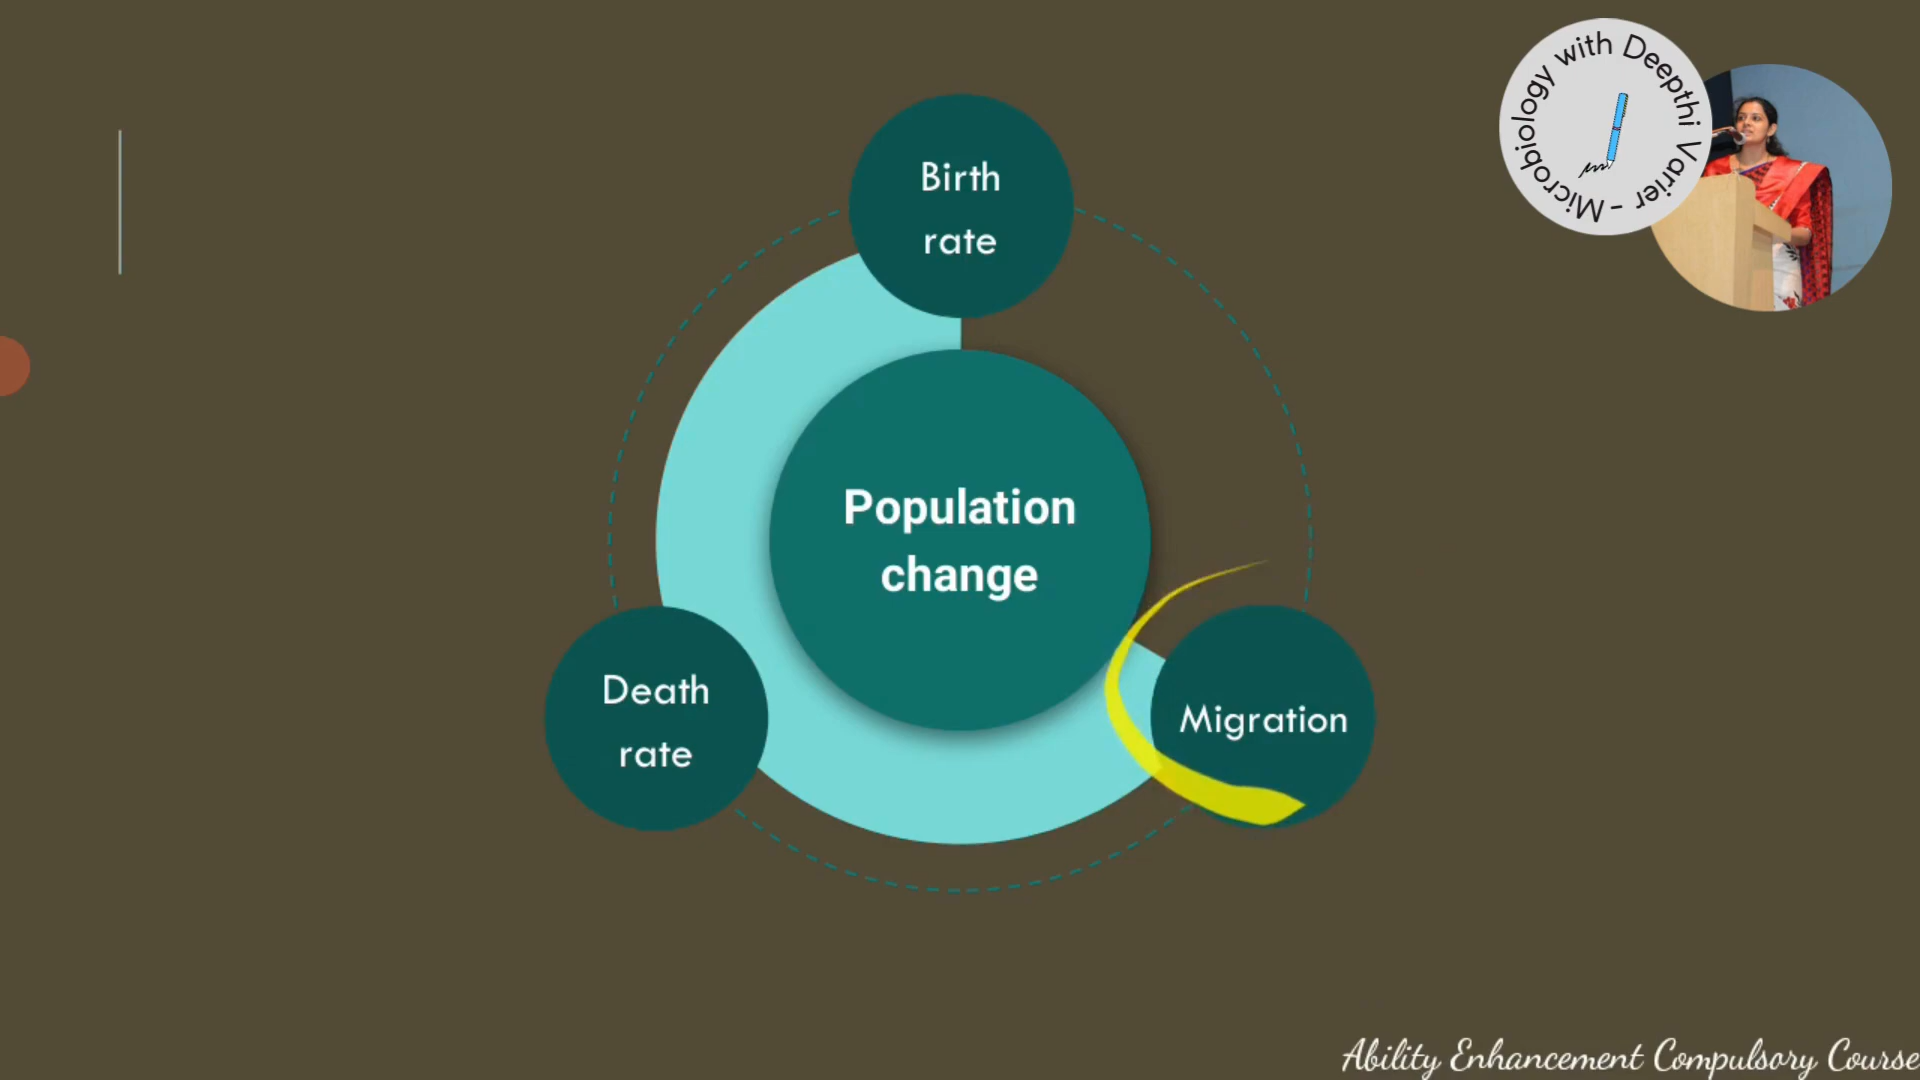 Microbiology with Deepthi Varier -
Birth
rate
Population
change
Death
rate
Migration
Ability Enhancement Compulsory Course